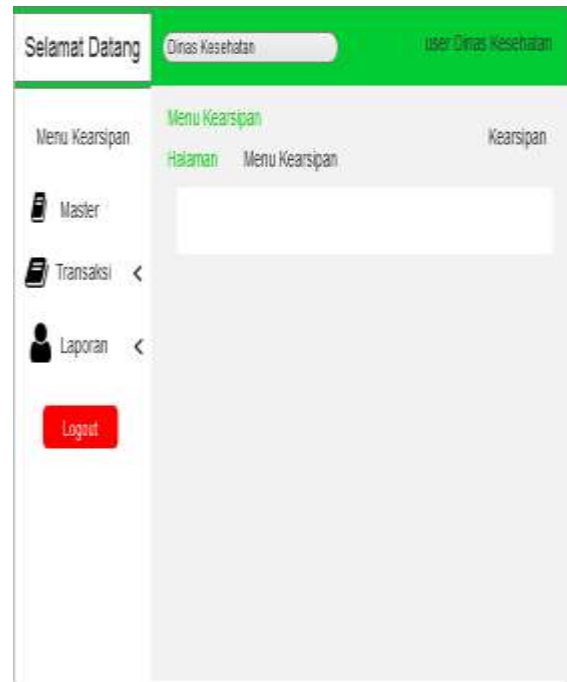 Selamat Datang
Dinas Kesehatan
user Dinas Kesehatan
Menu Kearsipan
Menu Kearsipan
Kearsipan
Halaman Menu Kearsipan
Master
Transaksi
Laporan
Logout